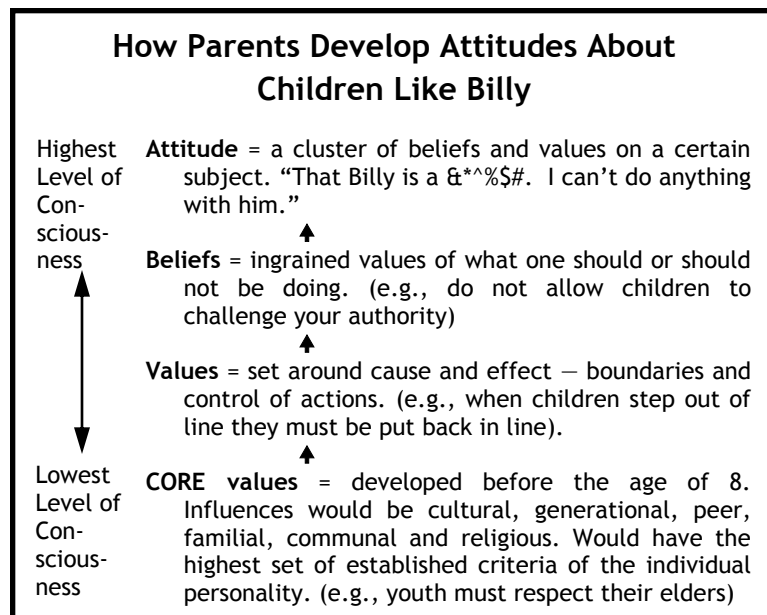 How Parents Develop Attitudes About
Children Like Billy
Highest
Level of
Con-
scious-
ness
Attitude = a cluster of beliefs and values on a certain
subject. “That Billy is a &*^%$#.  I can’t do anything
with him.”
Beliefs = ingrained values of what one should or should
not be doing. (e.g., do not allow children to
challenge your authority)
Values = set around cause and effect — boundaries and
control of actions. (e.g., when children step out of
line they must be put back in line).
Lowest
Level of
Con-
scious-
ness
CORE values = developed before the age of 8.
Influences would be cultural, generational, peer,
familial, communal and religious. Would have the
highest set of established criteria of the individual
personality. (e.g., youth must respect their elders)